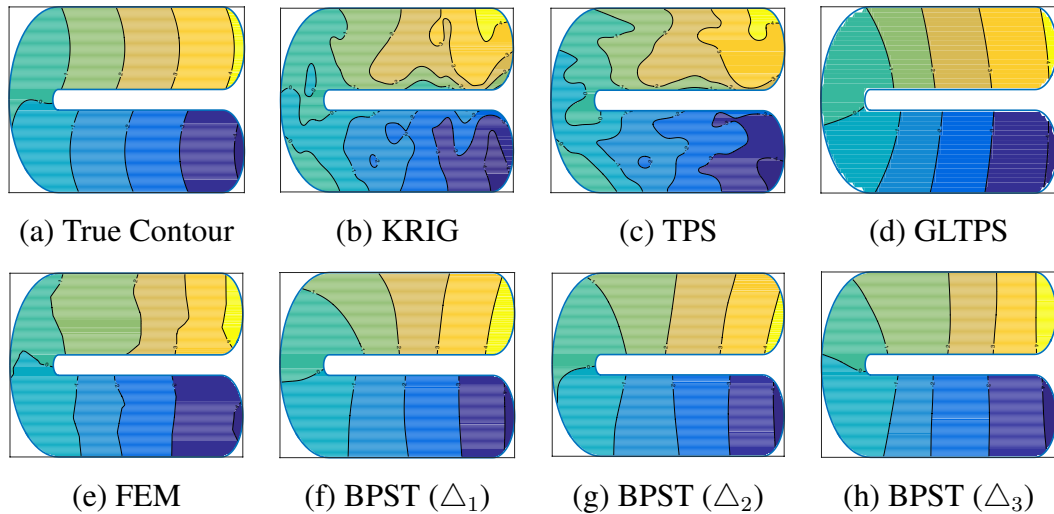 (a) True Contour
(b) KRIG
(c) TPS
(d) GLTPS
(e) FEM
(f) BPST (△₁)
(g) BPST (△₂)
(h) BPST (△₃)